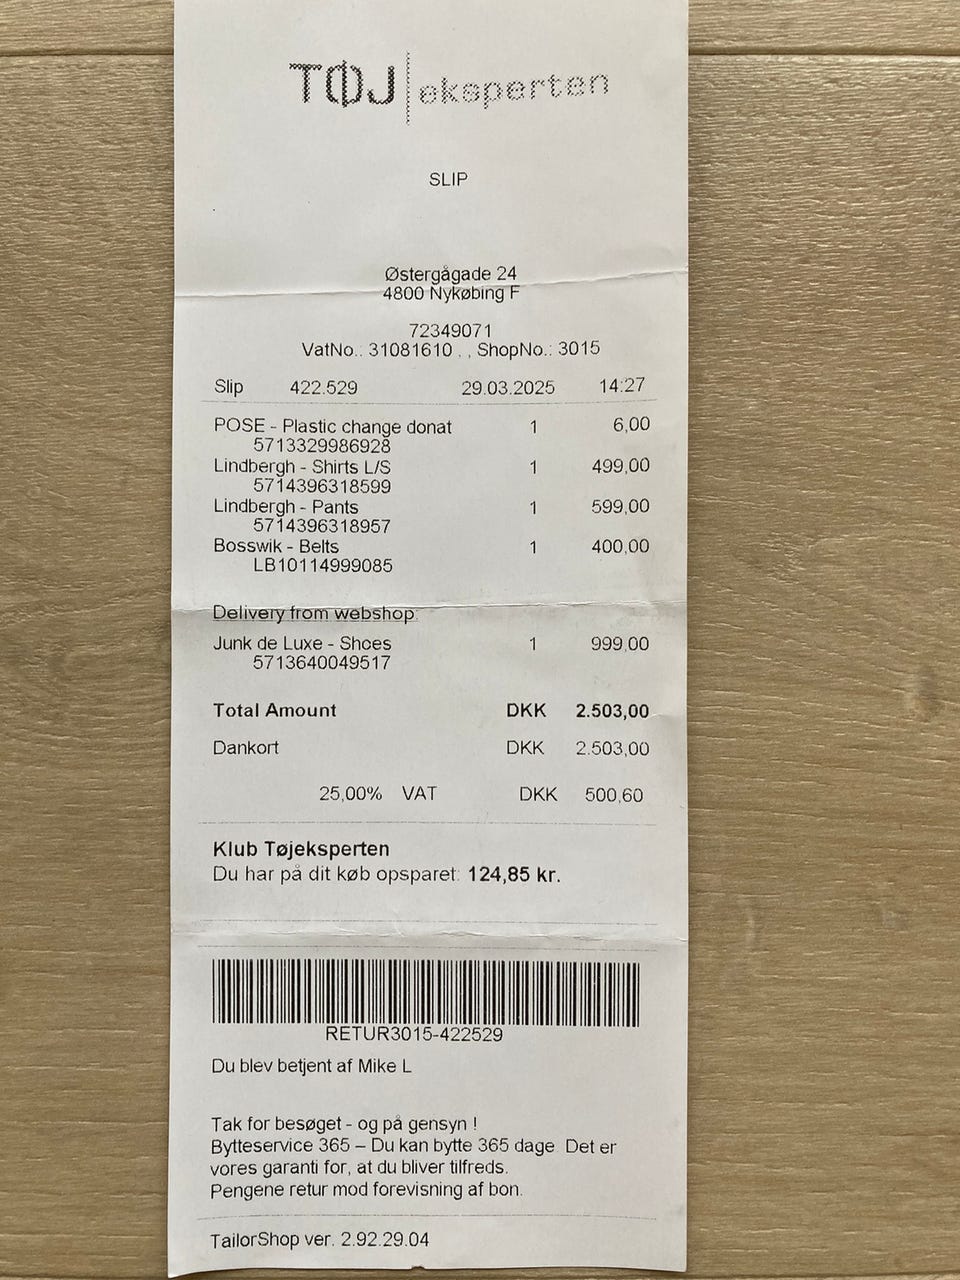 TØJ eksperten
SLIP
Østergågade 24
4800 Nykøbing F
72349071
VatNo.: 31081610 . , ShopNo.: 3015
Slip 422.529 29.03.2025 14:27
POSE - Plastic change donat 1 6,00
5713329986928
Lindbergh - Shirts L/S 1 499,00
5714396318599
Lindbergh - Pants 1 599,00
5714396318957
Bosswik - Belts 1 400,00
LB10114999085
Delivery from webshop:
Junk de Luxe - Shoes 1 999,00
5713640049517
Total Amount DKK 2.503,00
Dankort DKK 2.503,00
25,00% VAT DKK 500,60
Klub Tøjeksperten
Du har på dit køb opsparet: 124,85 kr.
RETUR3015-422529
Du blev betjent af Mike L
Tak for besøget - og på gensyn !
Bytteservice 365 – Du kan bytte 365 dage Det er
vores garanti for, at du bliver tilfreds.
Pengene retur mod forevisning af bon.
TailorShop ver. 2.92.29.04